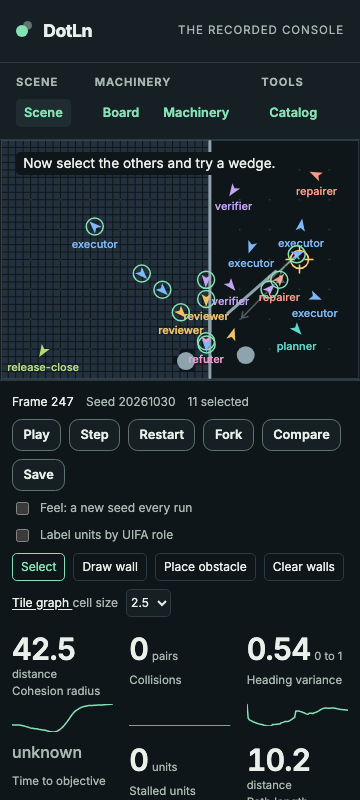 DotLn
THE RECORDED CONSOLE
SCENE MACHINERY TOOLS
Scene Board Machinery Catalog
Now select the others and try a wedge.
repairer
verifier
executor
executor
executor
verifier
repairer
reviewer
executor
reviewer
planner
refuter
release-close
Frame 247 Seed 20261030 11 selected
Play Step Restart Fork Compare
Save
Feel: a new seed every run
Label units by UIFA role
Select Draw wall Place obstacle Clear walls
Tile graph cell size 2.5
42.5 0 pairs 0.54 0 to 1
distance
Collisions Heading variance
Cohesion radius
unknown 0 units 10.2
distance
Time to objective
Stalled units